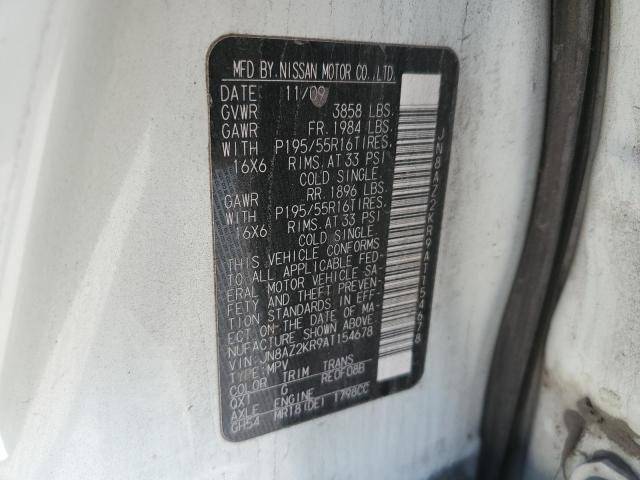 MFD BY.NISSAN MOTOR CO.,LTD.
DATE: 11/09
GVWR 3858 LBS.
GAWR FR. 1984 LBS.
WITH P195/55R16TIRES.
16X6 RIMS.AT 33 PSI
COLD SINGLE.
GAWR RR. 1896 LBS.
WITH P195/55R16TIRES.
16X6 RIMS.AT 33 PSI
COLD SINGLE.
THIS VEHICLE CONFORMS
TO ALL APPLICABLE FED-
ERAL MOTOR VEHICLE SA-
FETY AND THEFT PREVEN-
TION STANDARDS IN EFF-
ECT ON THE DATE OF MA-
NUFACTURE SHOWN ABOVE.
VIN:JN8AZ2KR9AT154678
TYPE:MPV
COLOR TRIM TRANS
QX1 G RE0F08B
AXLE ENGINE
GH54 MR18(DE) 1798CC
JN8AZ2KR9AT154678